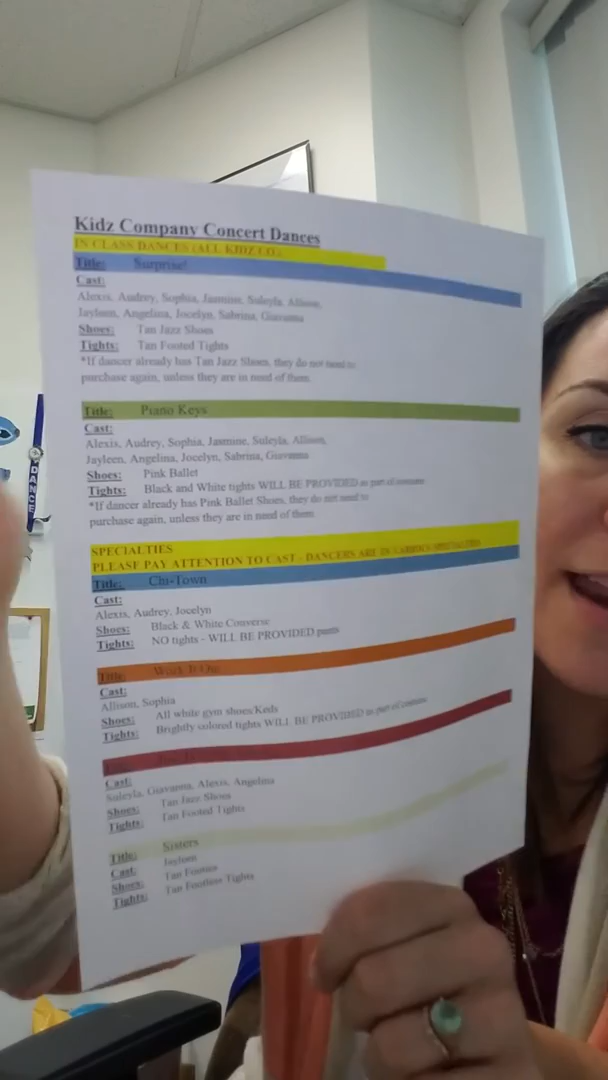 Kidz Company Concert Dances
IN CLASS DANCES (ALL KIDZ CO.)
Title: Surprise!
Cast:
Alexis, Audrey, Sophia, Jasmine, Suleyla, Allison,
Jayleen, Angelina, Jocelyn, Sabrina, Giavanna
Shoes: Tan Jazz Shoes
Tights: Tan Footed Tights
*If dancer already has Tan Jazz Shoes, they do not need to
purchase again, unless they are in need of them.
Title: Piano Keys
Cast:
Alexis, Audrey, Sophia, Jasmine, Suleyla, Allison,
Jayleen, Angelina, Jocelyn, Sabrina, Giavanna
Shoes: Pink Ballet
Tights: Black and White tights WILL BE PROVIDED as part of costume
*If dancer already has Pink Ballet Shoes, they do not need to
purchase again, unless they are in need of them
SPECIALTIES
PLEASE PAY ATTENTION TO CAST - DANCERS ARE IN VARIOUS SPECIALTIES
Title: Chi-Town
Cast:
Alexis, Audrey, Jocelyn
Shoes: Black & White Converse
Tights: NO tights - WILL BE PROVIDED pants
Title: Work It Out
Cast:
Allison, Sophia
Shoes: All white gym shoes/Keds
Tights: Brightly colored tights WILL BE PROVIDED as part of costume
Cast:
Suleyla, Giavanna, Alexis, Angelina
Shoes: Tan Jazz Shoes
Tights: Tan Footed Tights
Title: Sisters
Cast: Jayleen
Shoes: Tan Footies
Tights: Tan Footless Tights
DANCE